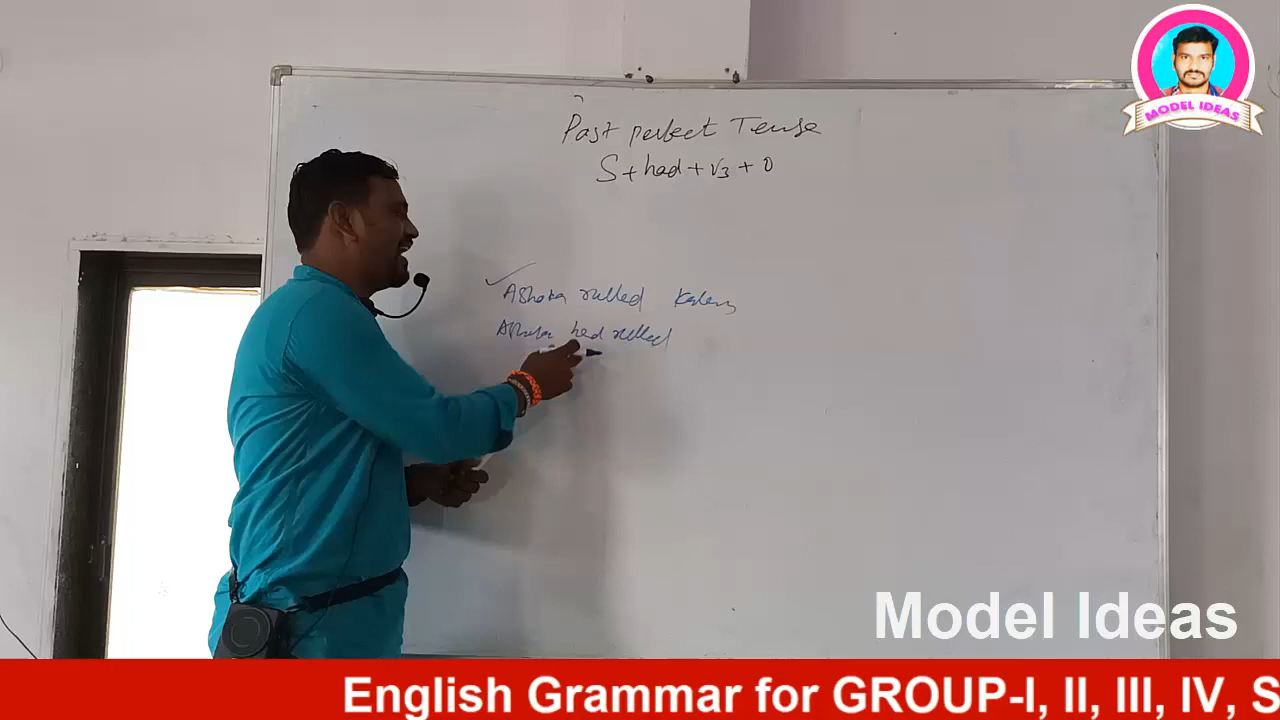 MODEL IDEAS
Past perfect Tense
S + had + V3 + O
Ashoka rulled
Ashoka had rulled
Model Ideas
English Grammar for GROUP-I, II, III, IV, S